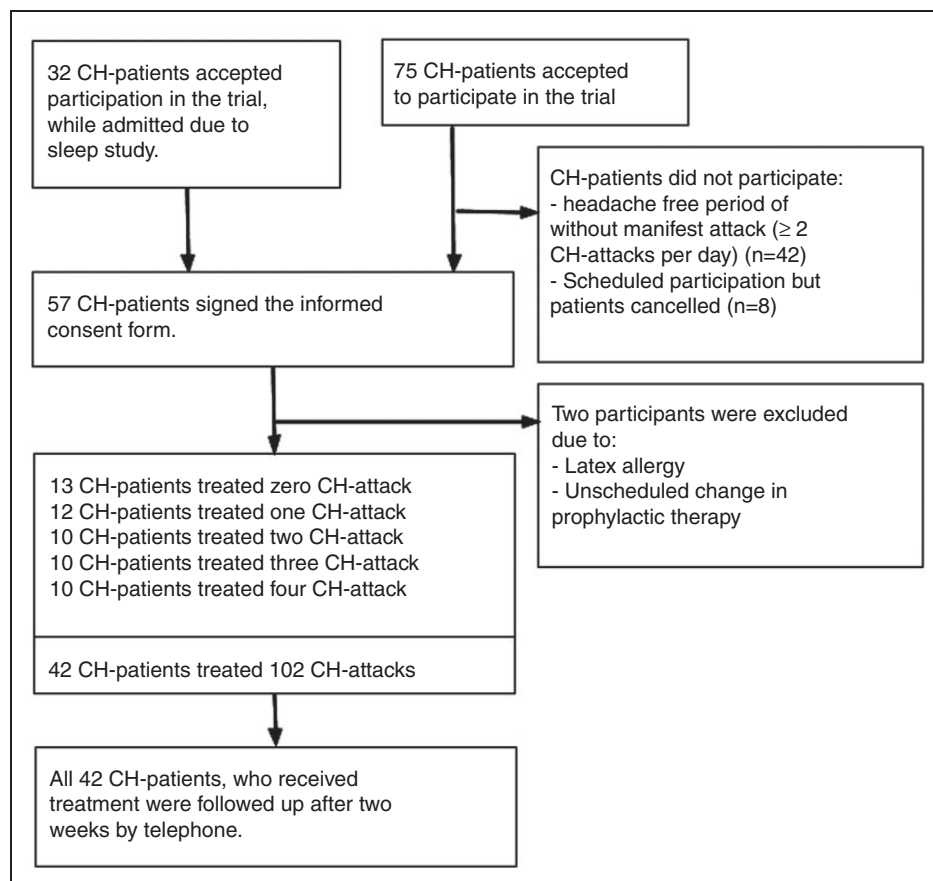 32 CH-patients accepted
participation in the trial,
while admitted due to
sleep study.
75 CH-patients accepted
to participate in the trial
CH-patients did not participate:
- headache free period of
without manifest attack (≥ 2
CH-attacks per day) (n=42)
- Scheduled participation but
patients cancelled (n=8)
57 CH-patients signed the informed
consent form.
Two participants were excluded
due to:
- Latex allergy
- Unscheduled change in
prophylactic therapy
13 CH-patients treated zero CH-attack
12 CH-patients treated one CH-attack
10 CH-patients treated two CH-attack
10 CH-patients treated three CH-attack
10 CH-patients treated four CH-attack
42 CH-patients treated 102 CH-attacks
All 42 CH-patients, who received
treatment were followed up after two
weeks by telephone.